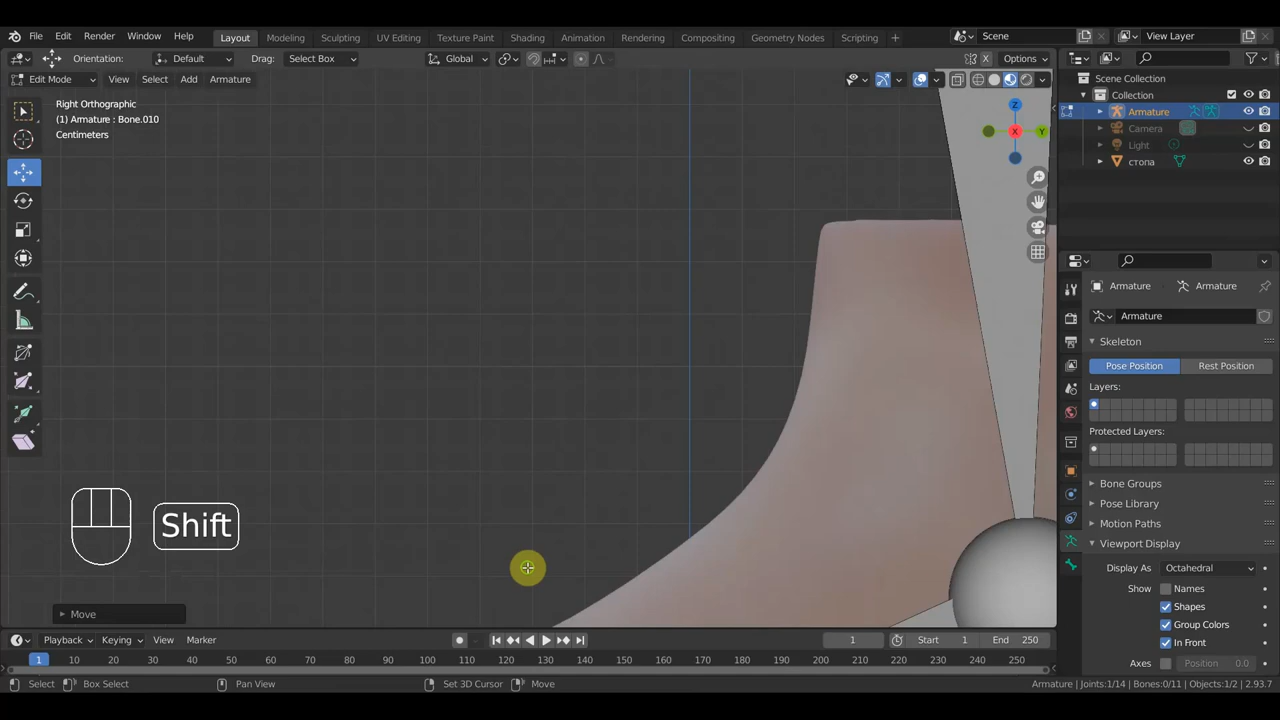 File Edit Render Window Help Layout Modeling Sculpting UV Editing Texture Paint Shading Animation Rendering Compositing Geometry Nodes Scripting + Scene View Layer
Orientation: Default Drag: Select Box Global Options
Edit Mode View Select Add Armature
Right Orthographic
(1) Armature : Bone.010
Centimeters
Scene Collection
Collection
Armature
Camera
Light
стопа
Z
X
Y
Armature Armature
Armature
Skeleton
Pose Position Rest Position
Layers:
Protected Layers:
Bone Groups
Pose Library
Motion Paths
Viewport Display
Display As Octahedral
Show Names
Shapes
Group Colors
In Front
Axes Position 0.0
Shift
Move
Playback Keying View Marker 1 Start 1 End 250
1 10 20 30 40 50 60 70 80 90 100 110 120 130 140 150 160 170 180 190 200 210 220 230 240 250
Select Box Select Pan View Set 3D Cursor Move Armature | Joints:1/14 | Bones:0/11 | Objects:1/2 | 2.93.7